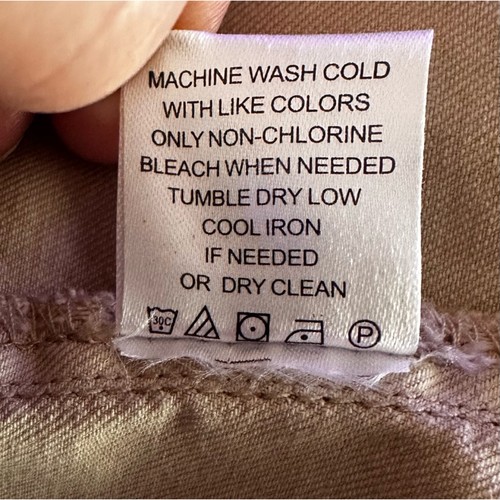 MACHINE WASH COLD
WITH LIKE COLORS
ONLY NON-CHLORINE
BLEACH WHEN NEEDED
TUMBLE DRY LOW
COOL IRON
IF NEEDED
OR DRY CLEAN
30C P